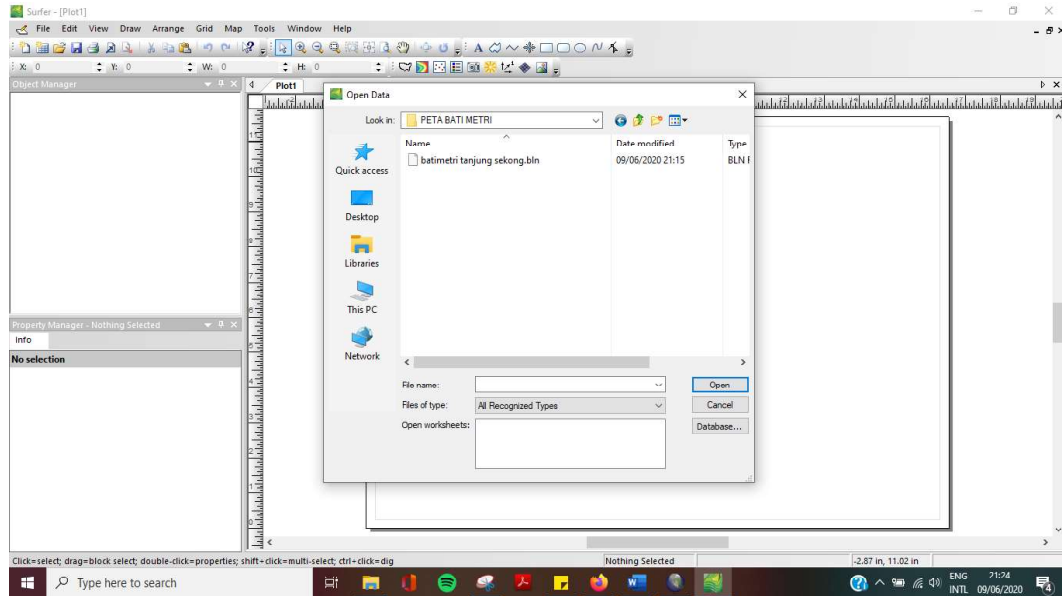 Surfer - [Plot1]
File Edit View Draw Arrange Grid Map Tools Window Help
X: 0 Y: 0 W: 0 H: 0
Object Manager
Plot1
Open Data
Look in: PETA BATI METRI
Name Date modified Type
batimetri tanjung sekong.bln 09/06/2020 21:15 BLN F
Quick access
Desktop
Libraries
This PC
Network
File name:
Open
Files of type: All Recognized Types
Cancel
Open worksheets:
Database...
Property Manager - Nothing Selected
Info
No selection
Click=select; drag=block select; double-click=properties; shift+click=multi-select; ctrl+click=dig Nothing Selected -2.87 in, 11.02 in
Type here to search
ENG 21:24
INTL 09/06/2020